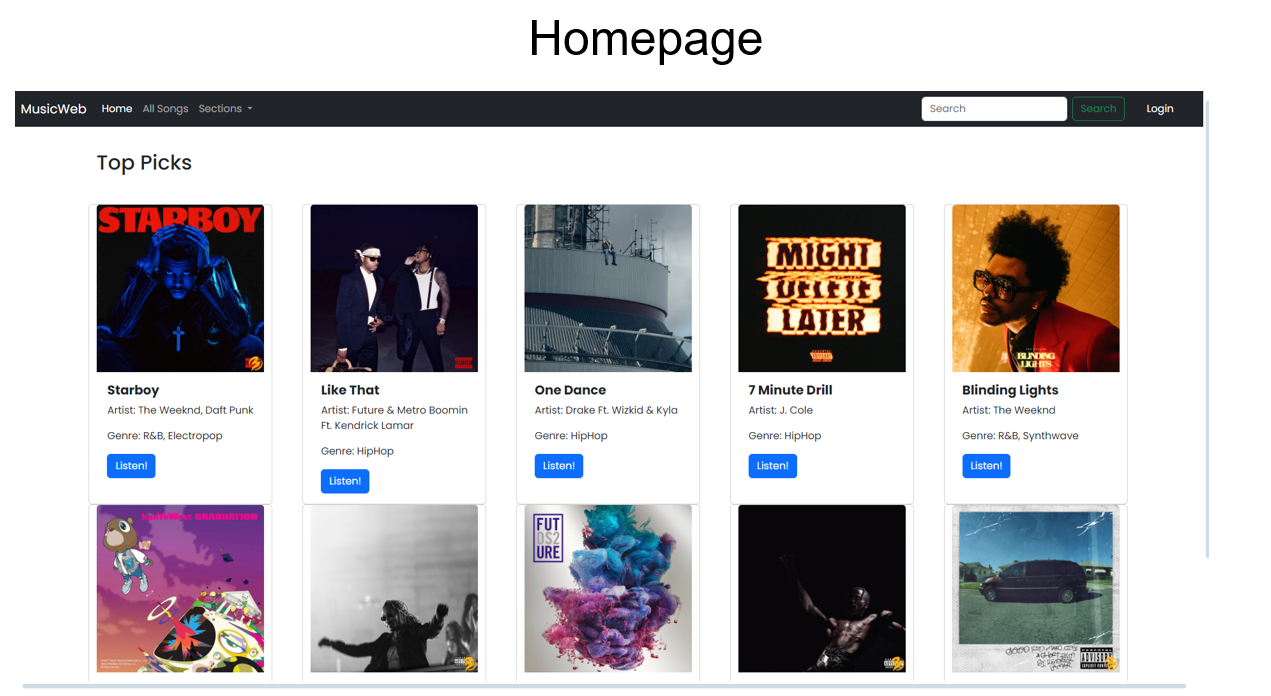 Homepage
MusicWeb Home All Songs Sections Search Search Login
Top Picks
STARBOY
MIGHT
DELETE
LATER
BLINDING
LIGHTS
Starboy
Artist: The Weeknd, Daft Punk
Genre: R&B, Electropop
Listen!
Like That
Artist: Future & Metro Boomin
Ft. Kendrick Lamar
Genre: HipHop
Listen!
One Dance
Artist: Drake Ft. Wizkid & Kyla
Genre: HipHop
Listen!
7 Minute Drill
Artist: J. Cole
Genre: HipHop
Listen!
Blinding Lights
Artist: The Weeknd
Genre: R&B, Synthwave
Listen!
GRADUATION
FUT
DS2
URE